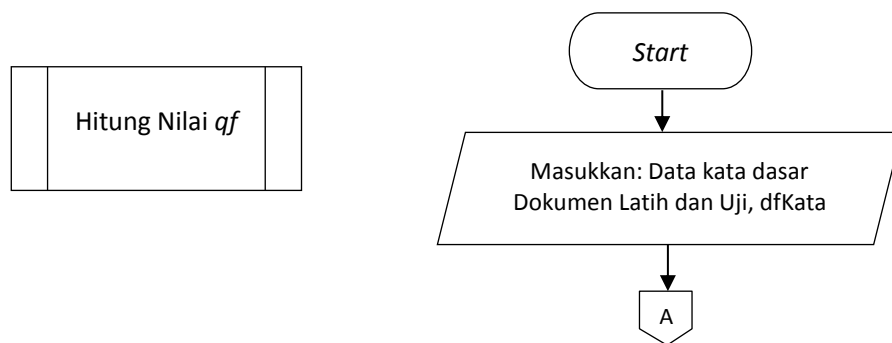 Hitung Nilai qf
Start
Masukkan: Data kata dasar
Dokumen Latih dan Uji, dfKata
A